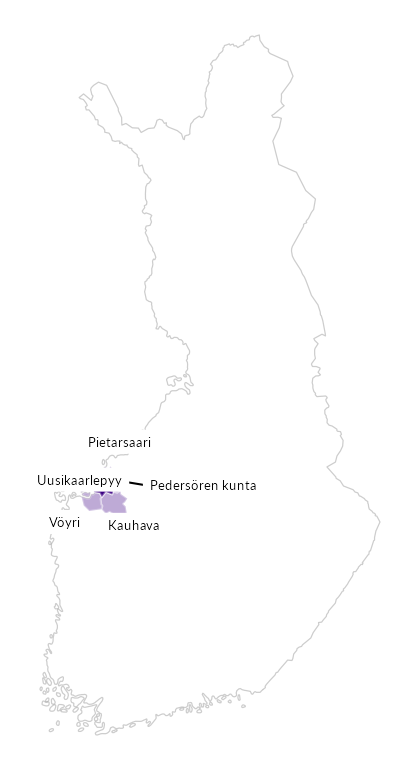 Pietarsaari
Uusikaarlepyy
Pedersören kunta
Vöyri
Kauhava